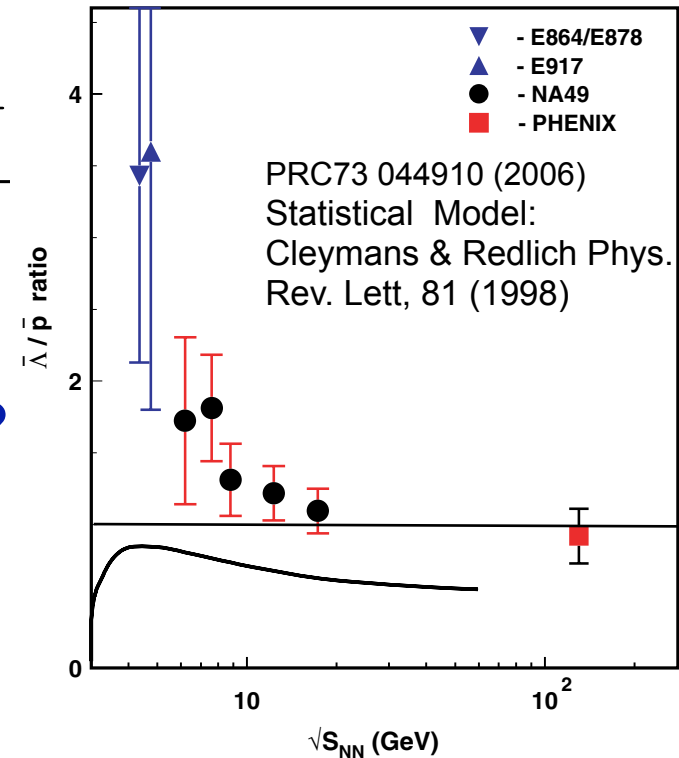 - E864/E878
- E917
- NA49
- PHENIX
PRC73 044910 (2006)
Statistical Model:
Cleymans & Redlich Phys.
Rev. Lett, 81 (1998)
Λ̄ / p̄ ratio
4
2
0
10
10²
√S_NN (GeV)